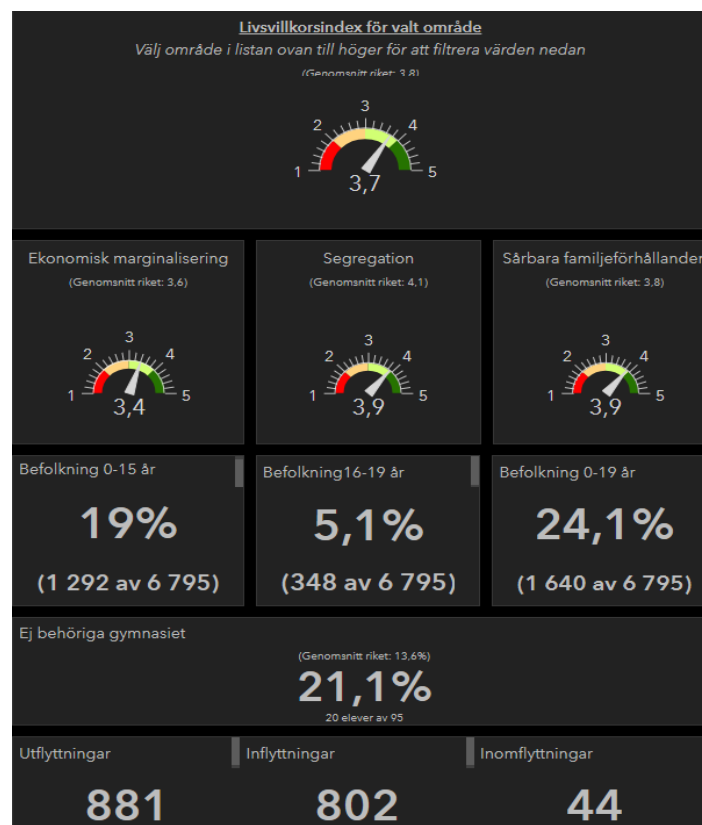 Livsvillkorsindex för valt område
Välj område i listan ovan till höger för att filtrera värden nedan
(Genomsnitt riket: 3,8)
3
2 4
1 5
3,7
Ekonomisk marginalisering
(Genomsnitt riket: 3,6)
3
2 4
1 5
3,4
Segregation
(Genomsnitt riket: 4,1)
3
2 4
1 5
3,9
Sårbara familjeförhållanden
(Genomsnitt riket: 3,8)
3
2 4
1 5
3,9
Befolkning 0-15 år
19%
(1 292 av 6 795)
Befolkning16-19 år
5,1%
(348 av 6 795)
Befolkning 0-19 år
24,1%
(1 640 av 6 795)
Ej behöriga gymnasiet
(Genomsnitt riket: 13,6%)
21,1%
20 elever av 95
Utflyttningar
881
Inflyttningar
802
Inomflyttningar
44